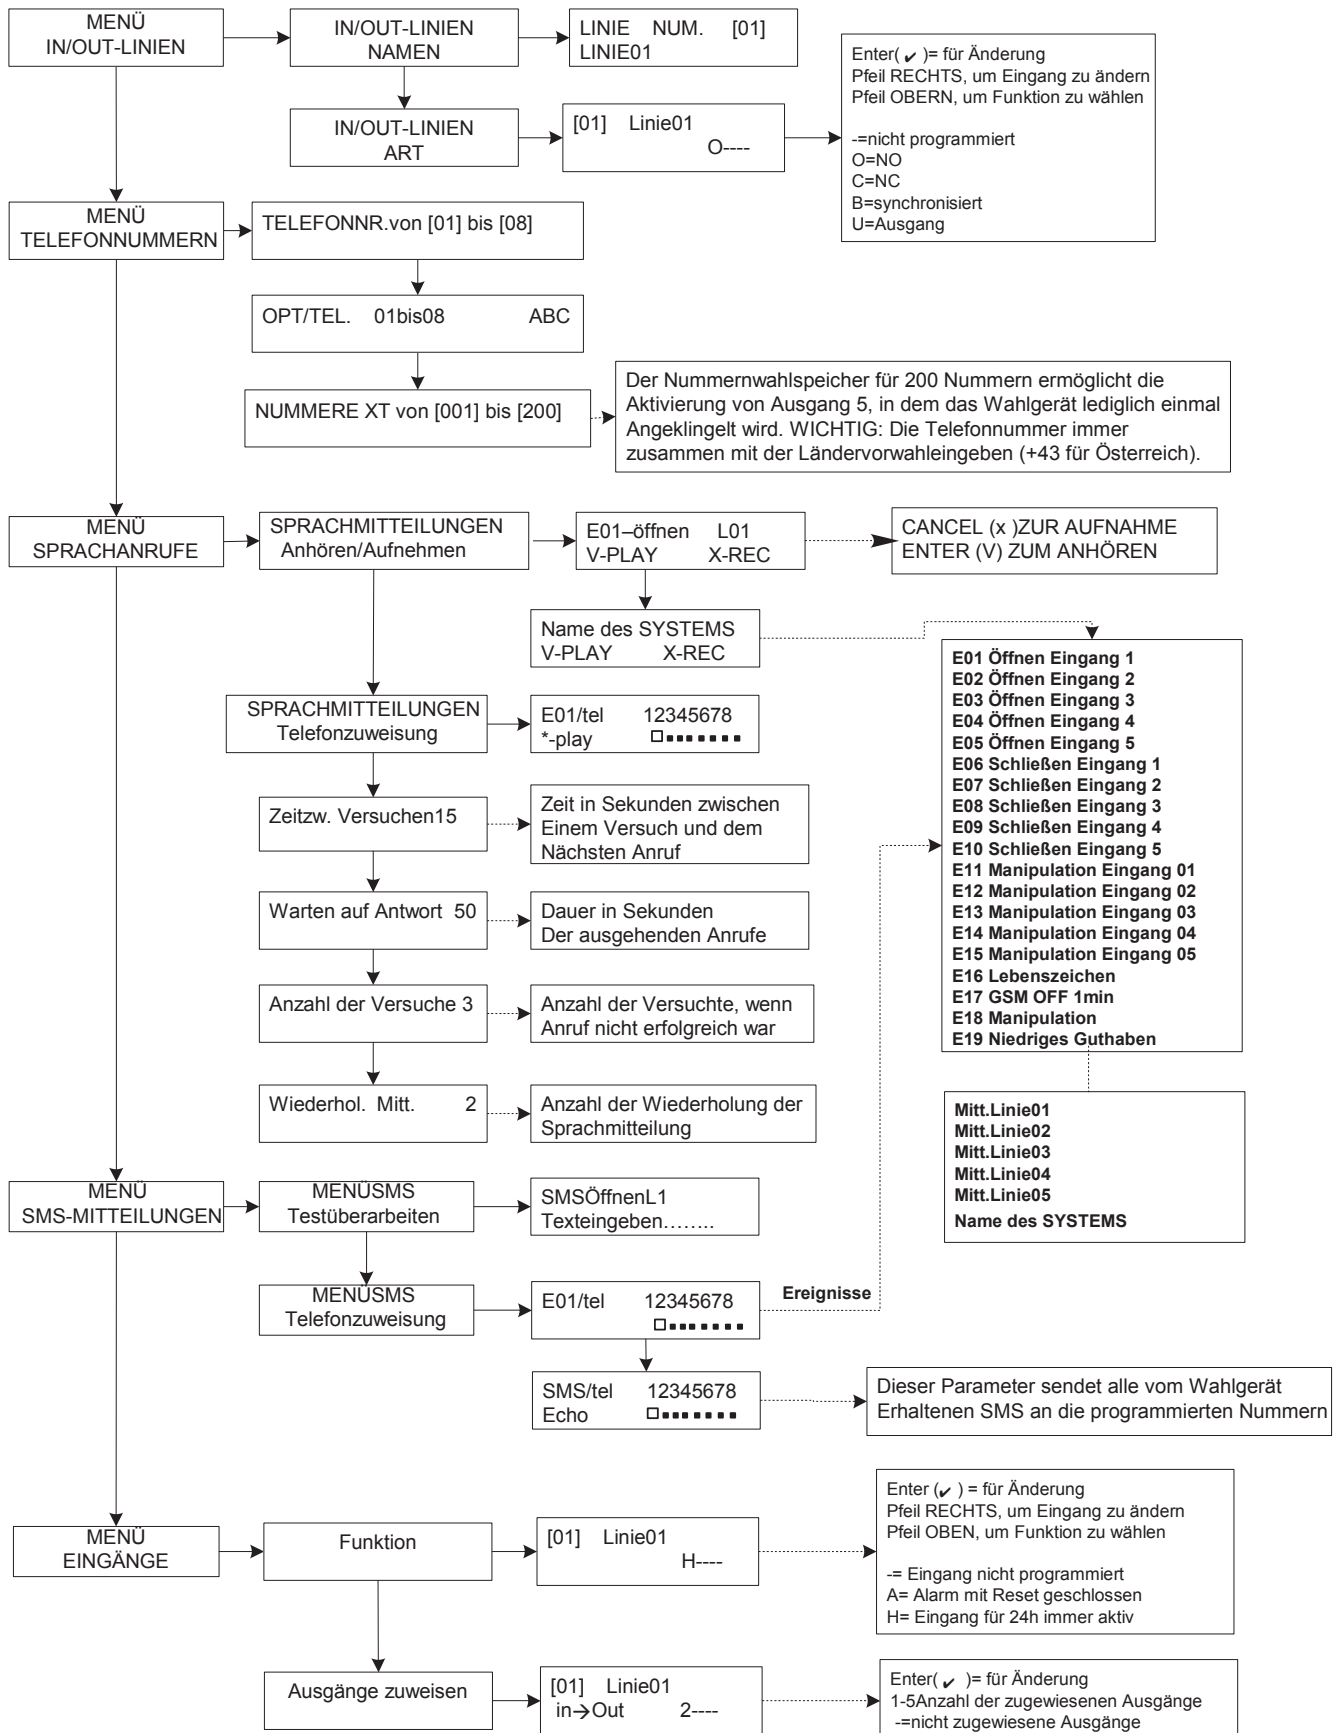 MENÜ
IN/OUT-LINIEN
IN/OUT-LINIEN
NAMEN
LINIE NUM. [01]
LINIE01
IN/OUT-LINIEN
ART
[01] Linie01
O----
Enter( ✔ )= für Änderung
Pfeil RECHTS, um Eingang zu ändern
Pfeil OBERN, um Funktion zu wählen
-=nicht programmiert
O=NO
C=NC
B=synchronisiert
U=Ausgang
MENÜ
TELEFONNUMMERN
TELEFONNR.von [01] bis [08]
OPT/TEL. 01bis08 ABC
NUMMERE XT von [001] bis [200]
Der Nummernwahlspeicher für 200 Nummern ermöglicht die
Aktivierung von Ausgang 5, in dem das Wahlgerät lediglich einmal
Angeklingelt wird. WICHTIG: Die Telefonnummer immer
zusammen mit der Ländervorwahleingeben (+43 für Österreich).
MENÜ
SPRACHANRUFE
SPRACHMITTEILUNGEN
Anhören/Aufnehmen
E01–öffnen L01
V-PLAY X-REC
CANCEL (x )ZUR AUFNAHME
ENTER (V) ZUM ANHÖREN
Name des SYSTEMS
V-PLAY X-REC
E01 Öffnen Eingang 1
E02 Öffnen Eingang 2
E03 Öffnen Eingang 3
E04 Öffnen Eingang 4
E05 Öffnen Eingang 5
E06 Schließen Eingang 1
E07 Schließen Eingang 2
E08 Schließen Eingang 3
E09 Schließen Eingang 4
E10 Schließen Eingang 5
E11 Manipulation Eingang 01
E12 Manipulation Eingang 02
E13 Manipulation Eingang 03
E14 Manipulation Eingang 04
E15 Manipulation Eingang 05
E16 Lebenszeichen
E17 GSM OFF 1min
E18 Manipulation
E19 Niedriges Guthaben
SPRACHMITTEILUNGEN
Telefonzuweisung
E01/tel 12345678
*-play
Zeitzw. Versuchen15
Zeit in Sekunden zwischen
Einem Versuch und dem
Nächsten Anruf
Warten auf Antwort 50
Dauer in Sekunden
Der ausgehenden Anrufe
Anzahl der Versuche 3
Anzahl der Versuchte, wenn
Anruf nicht erfolgreich war
Wiederhol. Mitt. 2
Anzahl der Wiederholung der
Sprachmitteilung
Mitt.Linie01
Mitt.Linie02
Mitt.Linie03
Mitt.Linie04
Mitt.Linie05
Name des SYSTEMS
MENÜ
SMS-MITTEILUNGEN
MENÜSMS
Testüberarbeiten
SMSÖffnenL1
Texteingeben........
MENÜSMS
Telefonzuweisung
E01/tel 12345678
Ereignisse
SMS/tel 12345678
Echo
Dieser Parameter sendet alle vom Wahlgerät
Erhaltenen SMS an die programmierten Nummern
MENÜ
EINGÄNGE
Funktion
[01] Linie01
H----
Enter (✔ ) = für Änderung
Pfeil RECHTS, um Eingang zu ändern
Pfeil OBEN, um Funktion zu wählen
-= Eingang nicht programmiert
A= Alarm mit Reset geschlossen
H= Eingang für 24h immer aktiv
Ausgänge zuweisen
[01] Linie01
in→Out 2----
Enter( ✔ )= für Änderung
1-5Anzahl der zugewiesenen Ausgänge
-=nicht zugewiesene Ausgänge